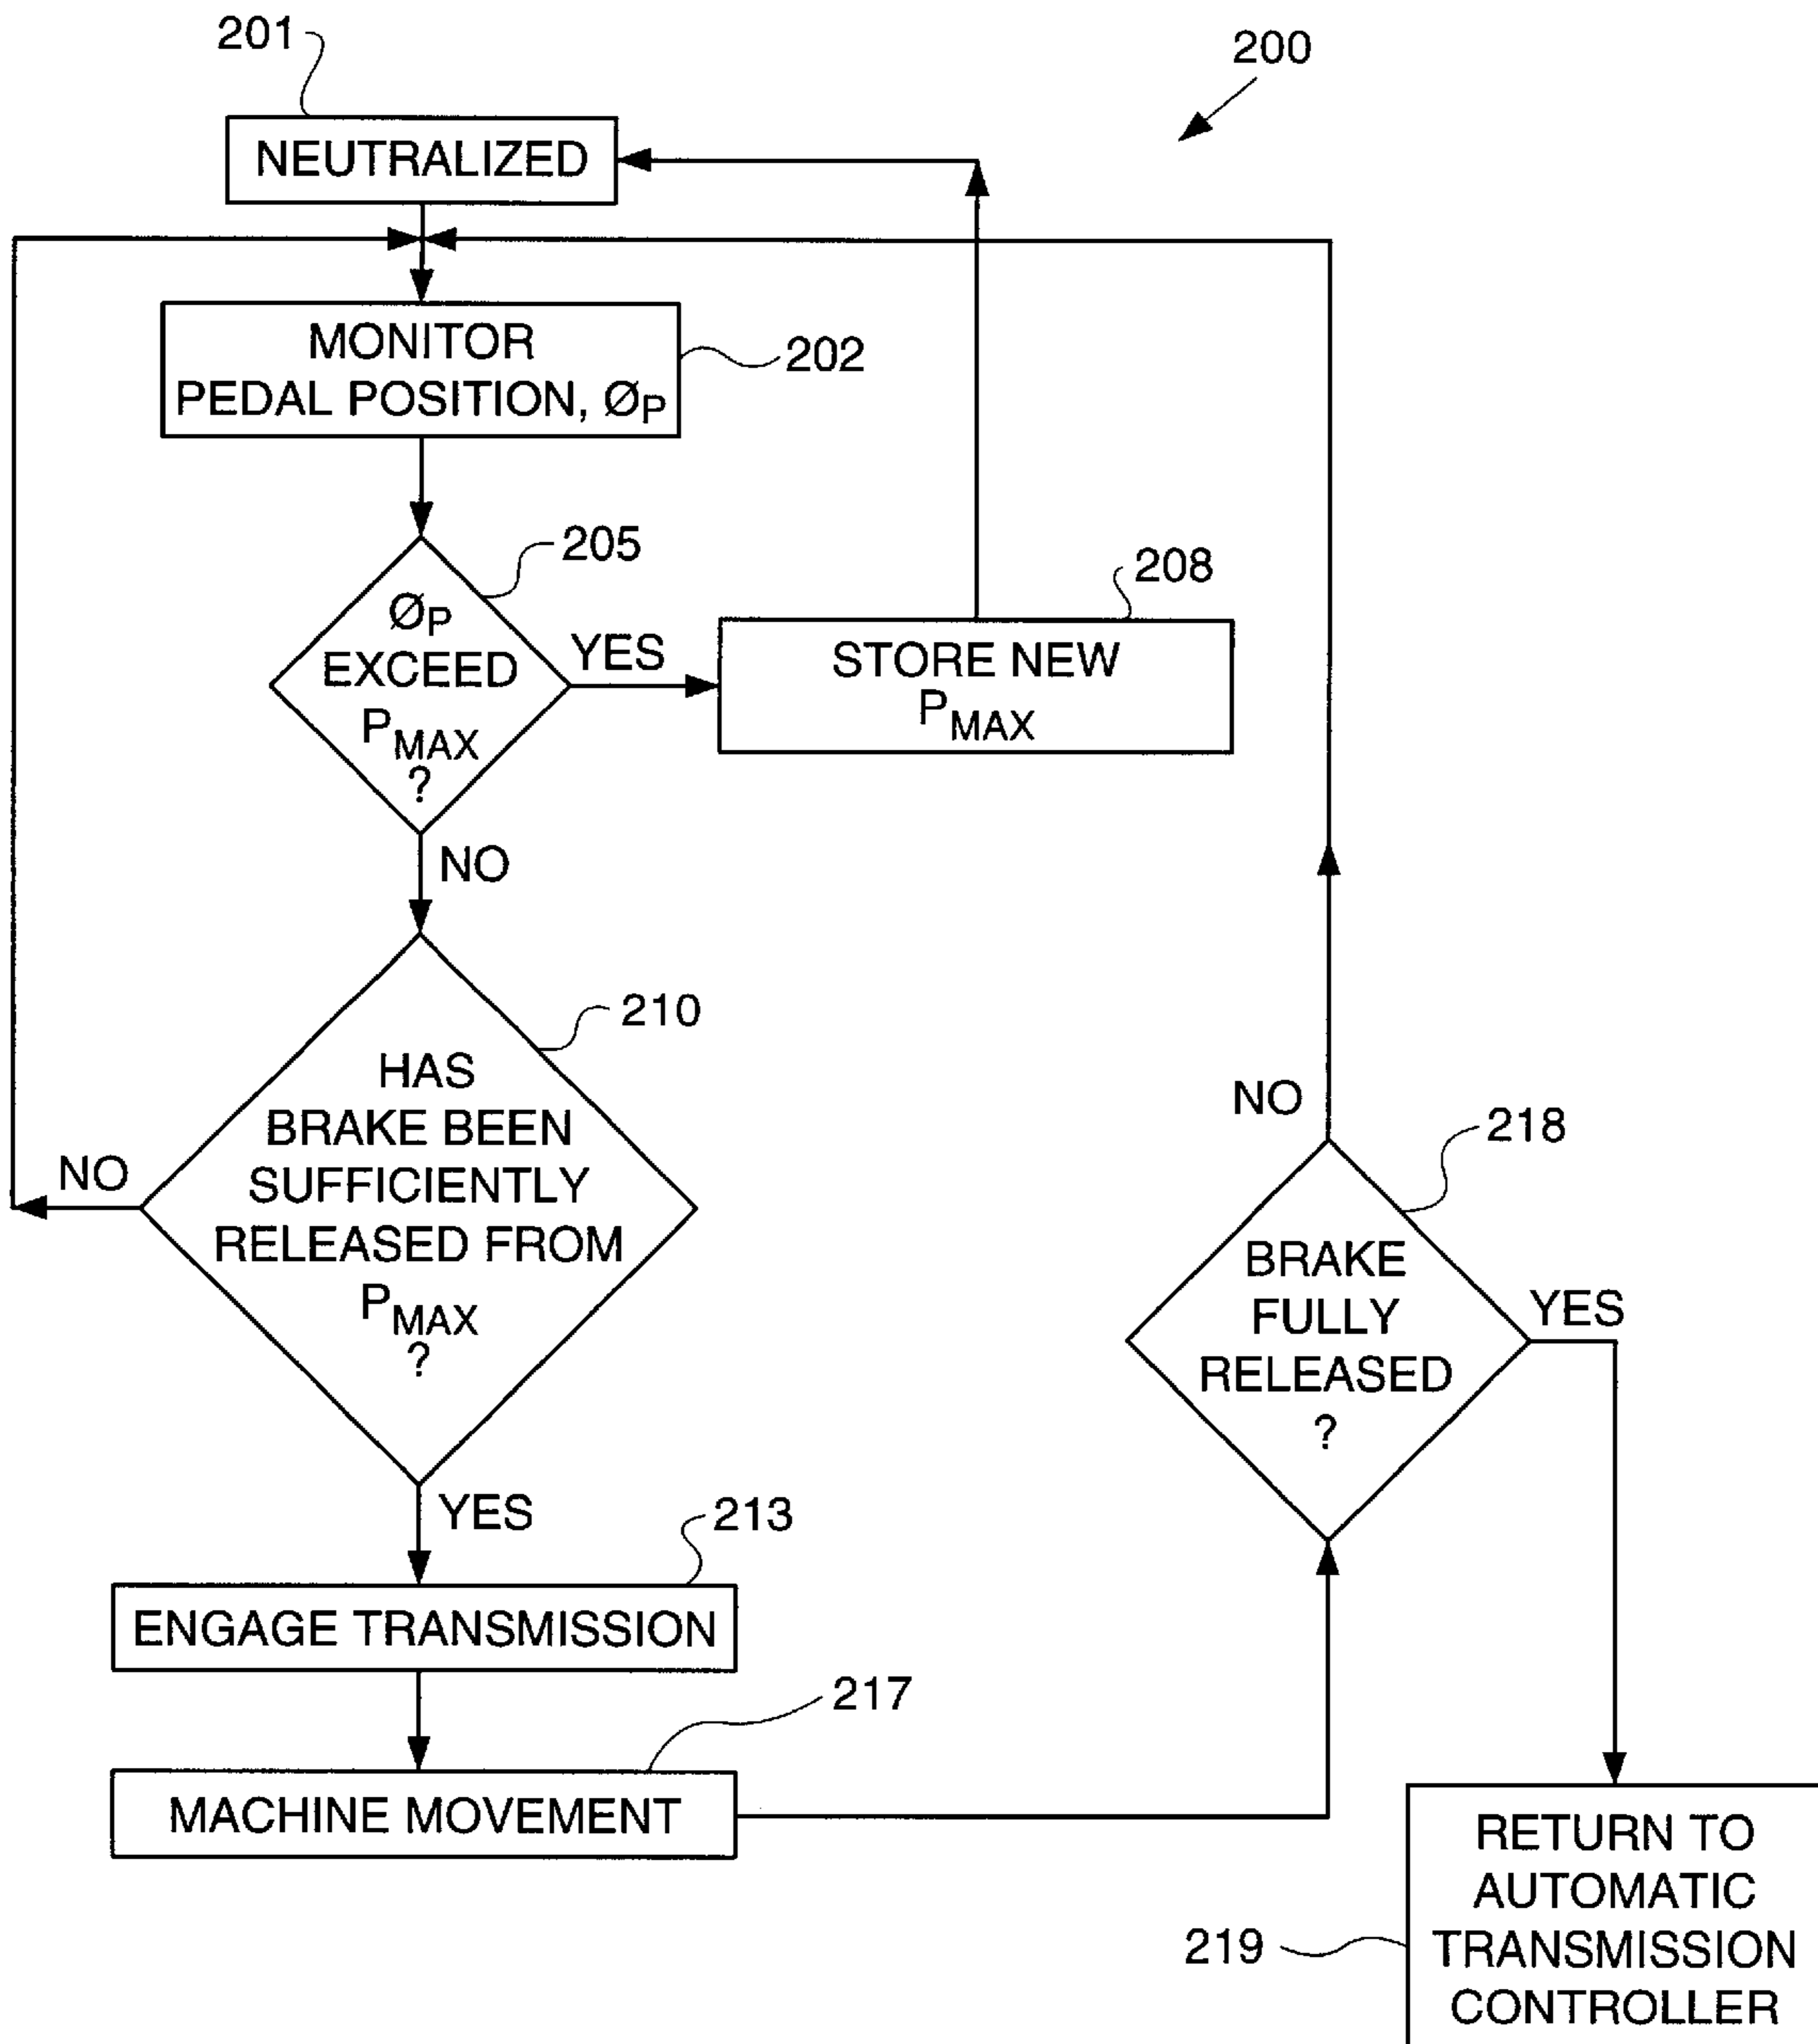 201
200
NEUTRALIZED
MONITOR
PEDAL POSITION, ØP
202
205
ØP
EXCEED
PMAX
?
YES
208
STORE NEW
PMAX
NO
210
HAS
BRAKE BEEN
SUFFICIENTLY
RELEASED FROM
PMAX
?
NO
YES
213
ENGAGE TRANSMISSION
217
MACHINE MOVEMENT
NO
218
BRAKE
FULLY
RELEASED
?
YES
219
RETURN TO
AUTOMATIC
TRANSMISSION
CONTROLLER